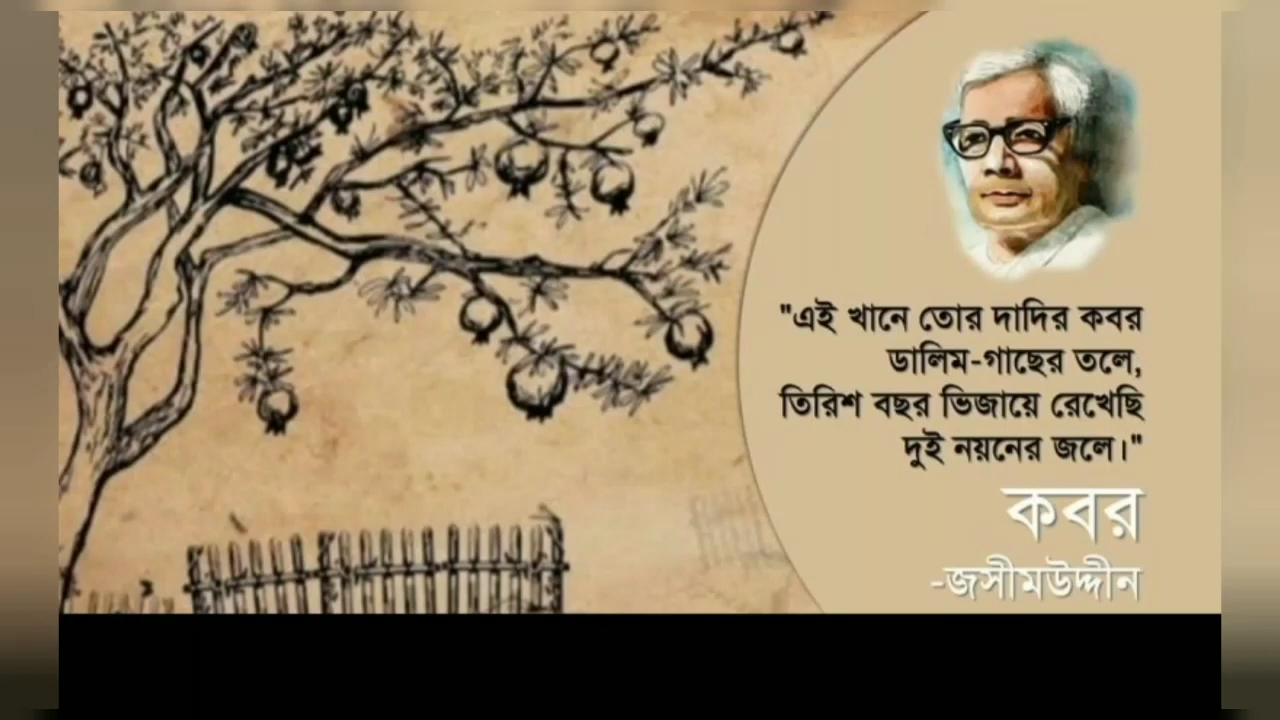 "এই খানে তোর দাদির কবর
ডালিম-গাছের তলে,
তিরিশ বছর ভিজায়ে রেখেছি
দুই নয়নের জলে।"
কবর
-জসীমউদ্দীন